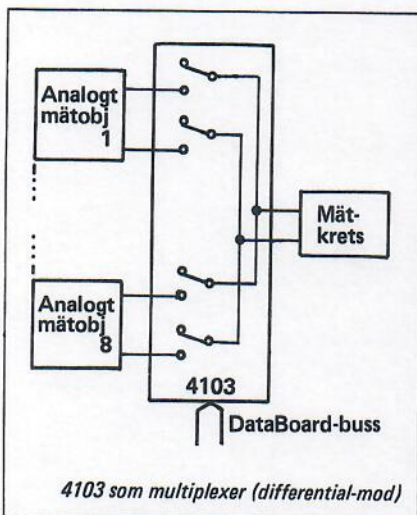 Analogt
mätobj
1
Mät-
krets
Analogt
mätobj
8
4103
DataBoard-buss
4103 som multiplexer (differential-mod)